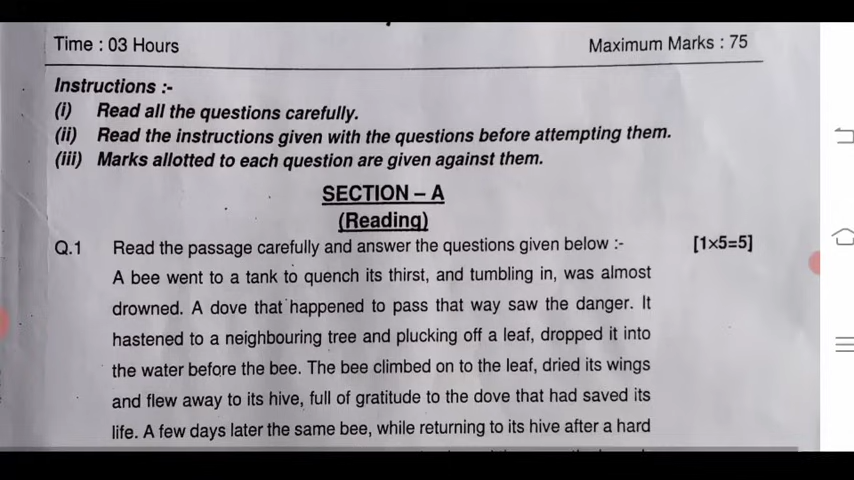 Time : 03 Hours Maximum Marks : 75
Instructions :-
(i) Read all the questions carefully.
(ii) Read the instructions given with the questions before attempting them.
(iii) Marks allotted to each question are given against them.
SECTION – A
(Reading)
Q.1 Read the passage carefully and answer the questions given below :- [1×5=5]
A bee went to a tank to quench its thirst, and tumbling in, was almost
drowned. A dove that happened to pass that way saw the danger. It
hastened to a neighbouring tree and plucking off a leaf, dropped it into
the water before the bee. The bee climbed on to the leaf, dried its wings
and flew away to its hive, full of gratitude to the dove that had saved its
life. A few days later the same bee, while returning to its hive after a hard